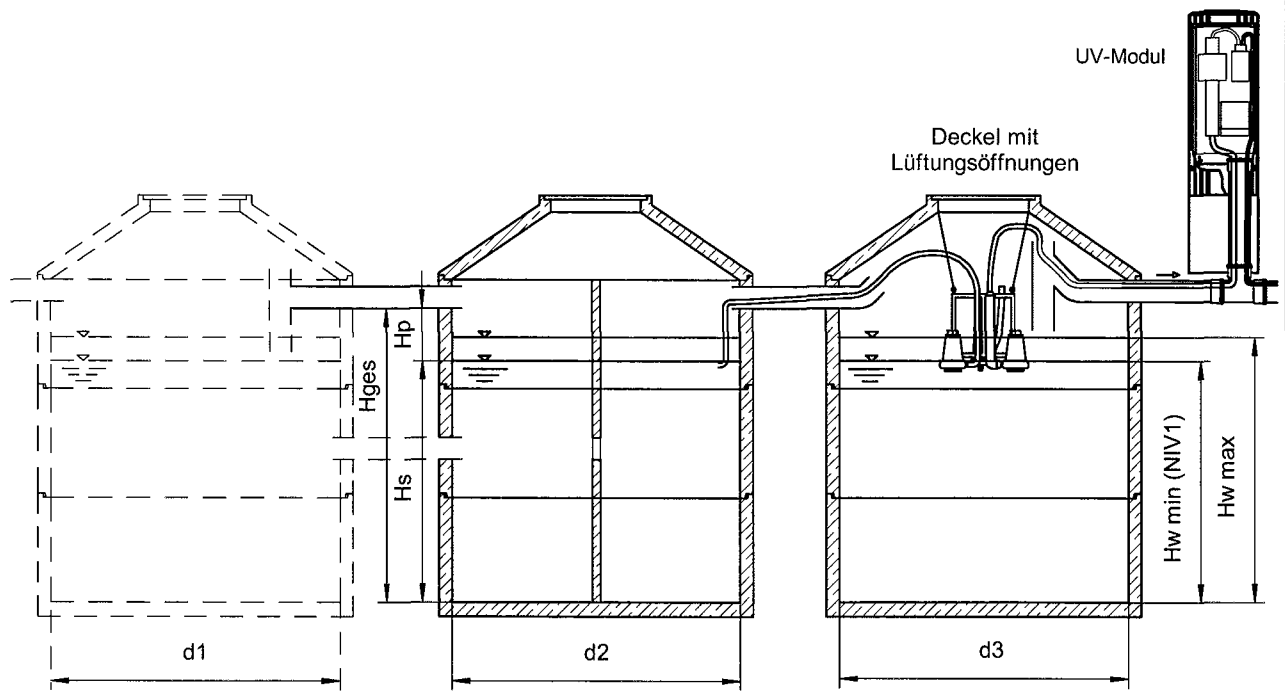 UV-Modul
Deckel mit
Lüftungsöffnungen
Hp
Hges
Hs
Hw min (NIV1)
Hw max
d1
d2
d3